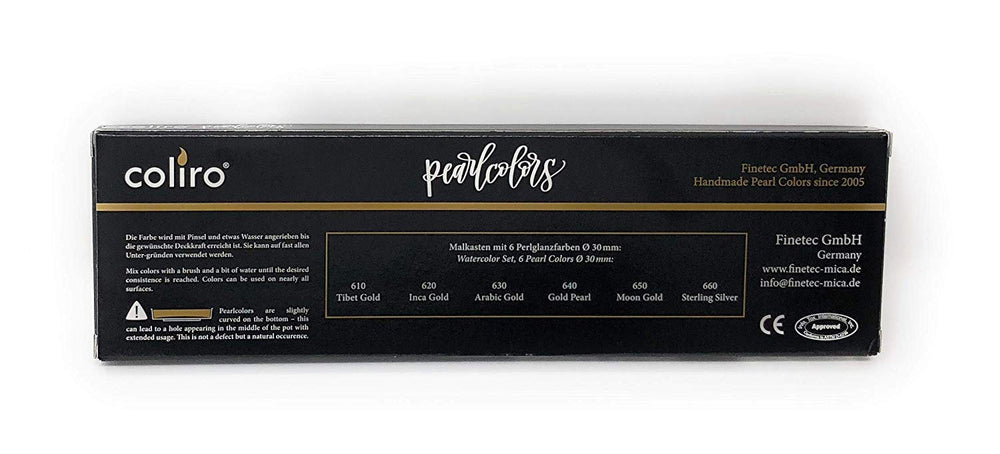 coliro®
pearlcolors
Finetec GmbH, Germany
Handmade Pearl Colors since 2005
Die Farbe wird mit Pinsel und etwas Wasser angerieben bis
die gewünschte Deckkraft erreicht ist. Sie kann auf fast allen
Unter-gründen verwendet werden.
Mix colors with a brush and a bit of water until the desired
consistence is reached. Colors can be used on nearly all
surfaces.
Pearlcolors are slightly
curved on the bottom – this
can lead to a hole appearing in the middle of the pot with
extended usage. This is not a defect but a natural occurence.
Malkasten mit 6 Perlglanzfarben Ø 30 mm:
Watercolor Set, 6 Pearl Colors Ø 30 mm:
610 620 630 640 650 660
Tibet Gold Inca Gold Arabic Gold Gold Pearl Moon Gold Sterling Silver
Finetec GmbH
Germany
www.finetec-mica.de
info@finetec-mica.de
CE
Approved